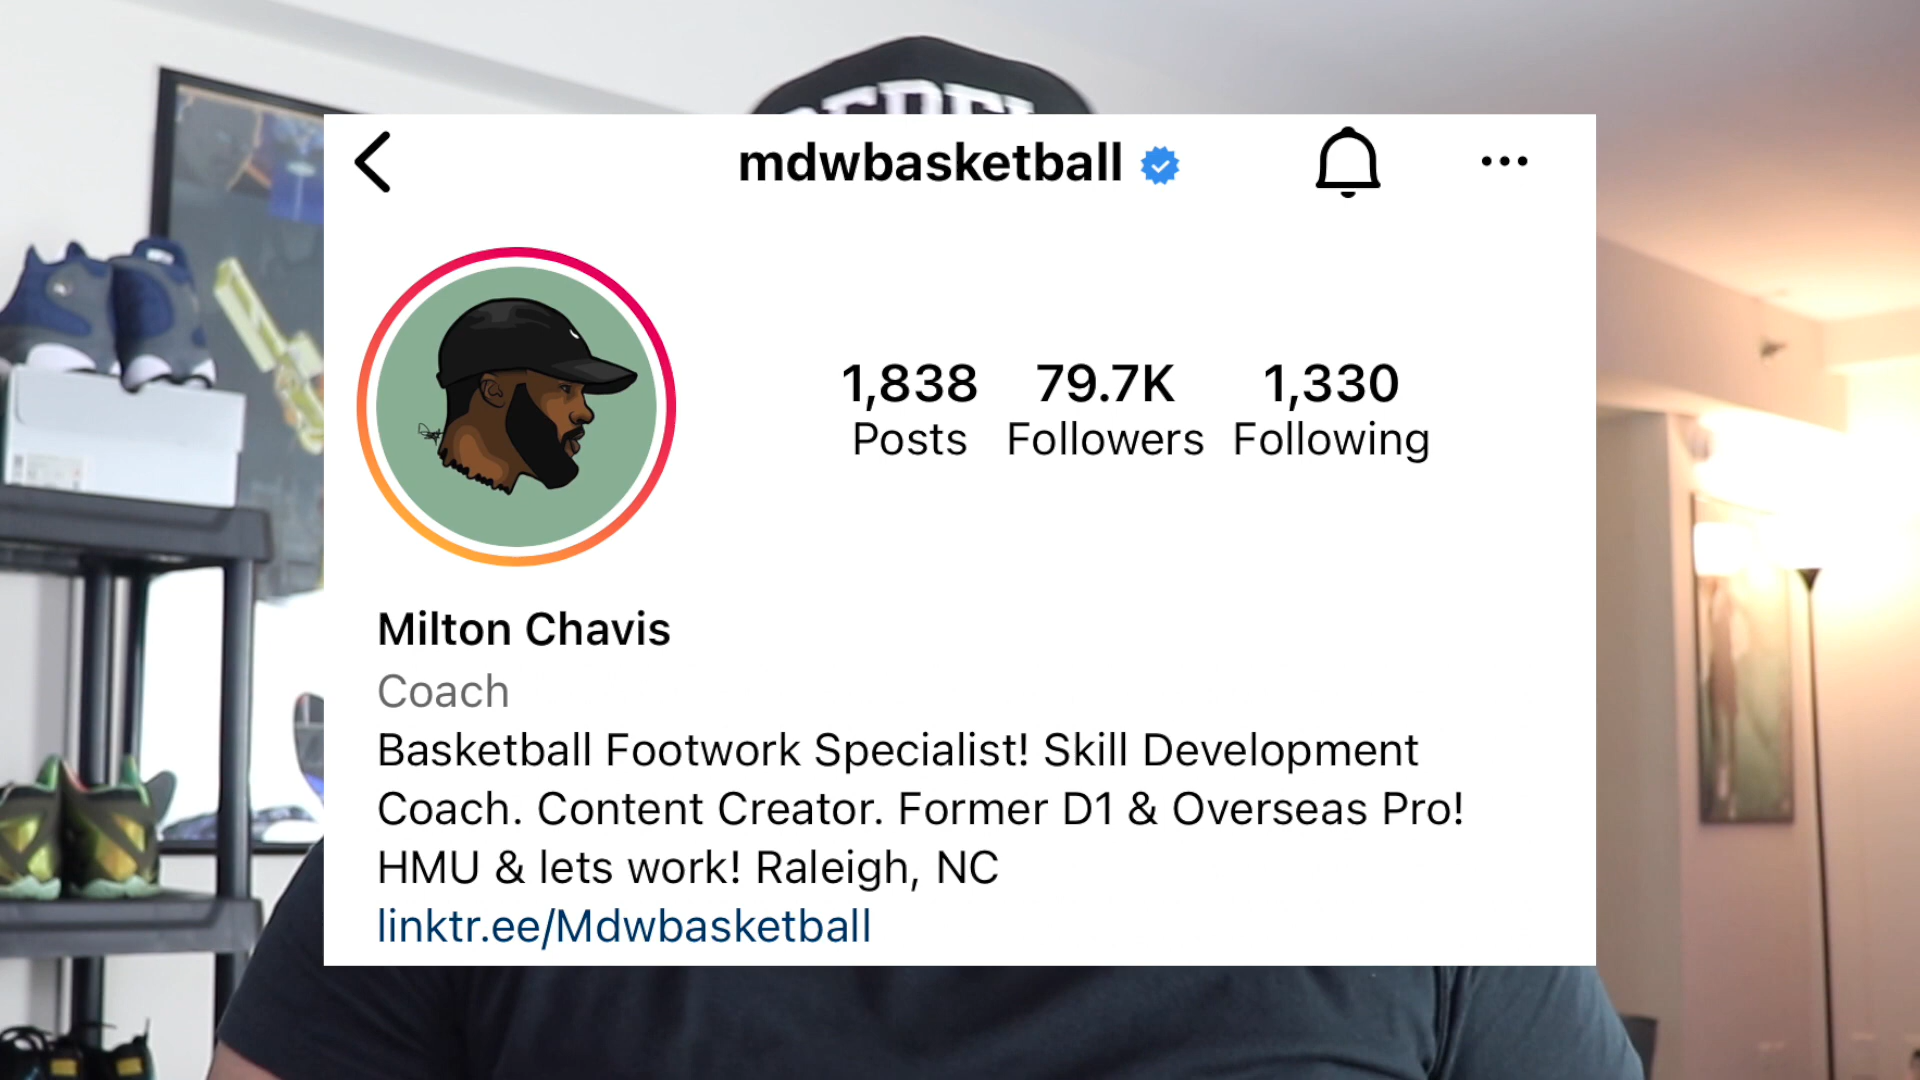 mdwbasketball
1,838 79.7K 1,330
Posts Followers Following
Milton Chavis
Coach
Basketball Footwork Specialist! Skill Development
Coach. Content Creator. Former D1 & Overseas Pro!
HMU & lets work! Raleigh, NC
linktr.ee/Mdwbasketball